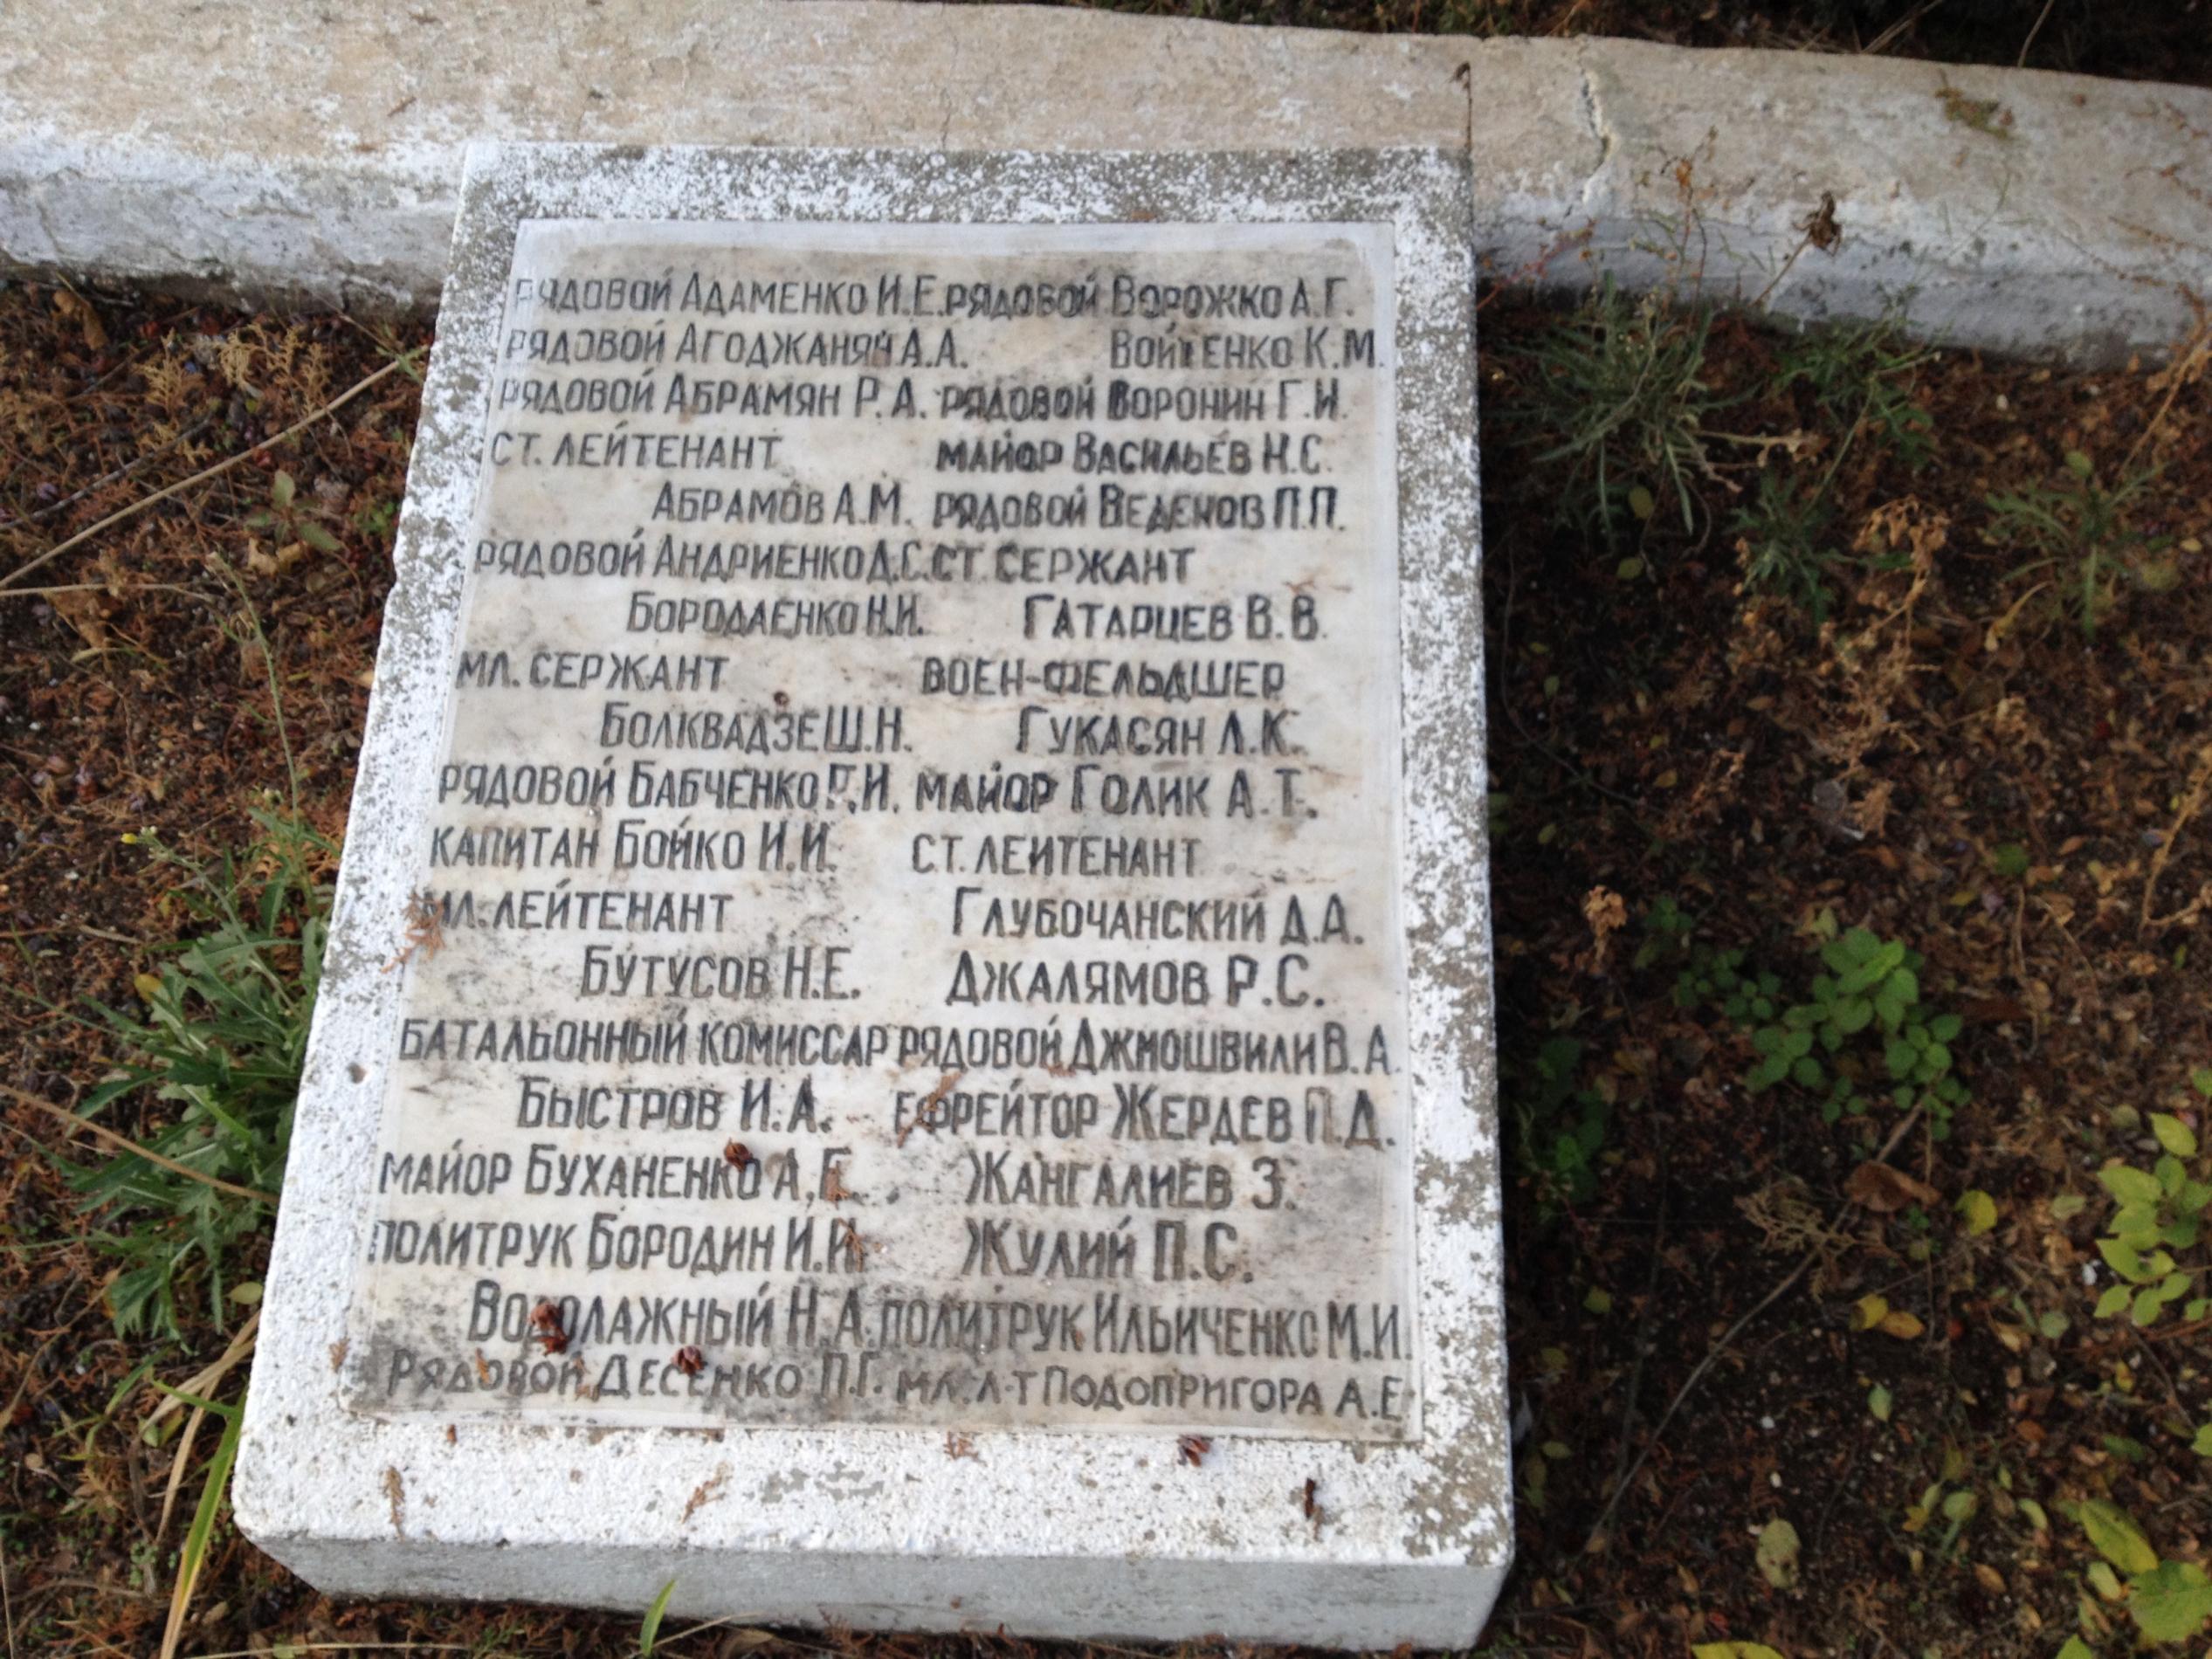 РЯДОВОЙ АДАМЕНКО И.Е. РЯДОВОЙ ВОРОЖКО А.Г.
РЯДОВОЙ АГОДЖАНЯН А.А. ВОЙТЕНКО К.М.
РЯДОВОЙ АБРАМЯН Р.А. РЯДОВОЙ ВОРОНИН Г.И.
СТ. ЛЕЙТЕНАНТ МАЙОР ВАСИЛЬЕВ Н.С.
АБРАМОВ А.М. РЯДОВОЙ ВЕДЕНОВ П.П.
РЯДОВОЙ АНДРИЕНКО Д.С. СТ. СЕРЖАНТ
БОРОДАЕНКО Н.И. ГАТАРЦЕВ В.В.
МЛ. СЕРЖАНТ ВОЕН-ФЕЛЬДШЕР
БОЛКВАДЗЕ Ш.Н. ГУКАСЯН Л.К.
РЯДОВОЙ БАБЧЕНКО Р.И. МАЙОР ГОЛИК А.Т.
КАПИТАН БОЙКО И.И. СТ. ЛЕЙТЕНАНТ
МЛ. ЛЕЙТЕНАНТ ГЛУБОЧАНСКИЙ Д.А.
БУТУСОВ Н.Е. ДЖАЛЯМОВ Р.С.
БАТАЛЬОННЫЙ КОМИССАР РЯДОВОЙ ДЖИОШВИЛИ В.А.
БЫСТРОВ И.А. ЕФРЕЙТОР ЖЕРДЕВ П.Д.
МАЙОР БУХАНЕНКО А.Е. ЖАНГАЛИЕВ З.
ПОЛИТРУК БОРОДИН И.И. ЖУЛИЙ П.С.
ВОДОЛАЖНЫЙ Н.А. ПОЛИТРУК ИЛЬИЧЕНКО М.И.
РЯДОВОЙ ДЕСЕНКО П.Г. МЛ. Л-Т ПОДОПРИГОРА А.Е